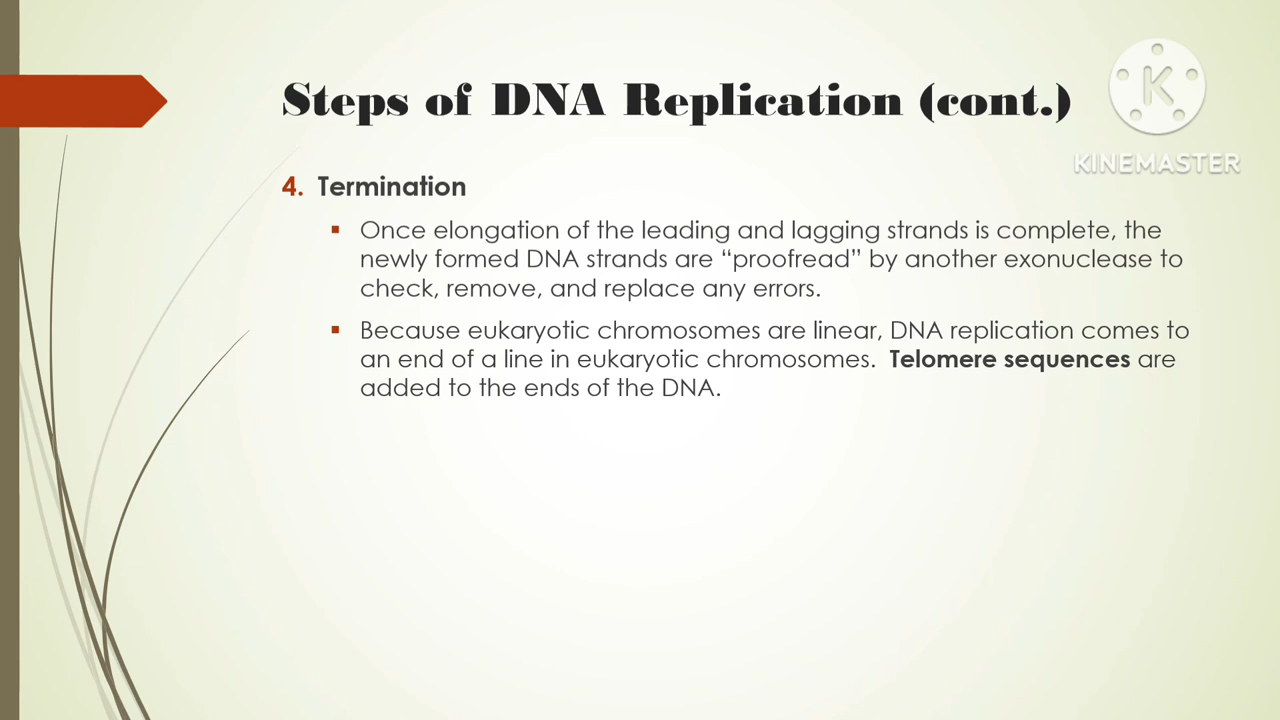 Steps of DNA Replication (cont.)
K
KINEMASTER
4. Termination
▪ Once elongation of the leading and lagging strands is complete, the
newly formed DNA strands are “proofread” by another exonuclease to
check, remove, and replace any errors.
▪ Because eukaryotic chromosomes are linear, DNA replication comes to
an end of a line in eukaryotic chromosomes.  Telomere sequences are
added to the ends of the DNA.